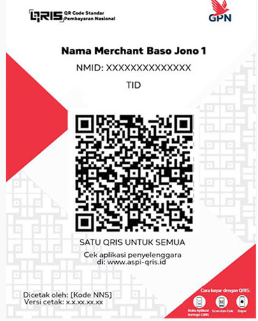 QRIS
QR Code Standar
Pembayaran Nasional
GPN
Nama Merchant Baso Jono 1
NMID: XXXXXXXXXXXXXX
TID
SATU QRIS UNTUK SEMUA
Cek aplikasi penyelenggara
di: www.aspi-qris.id
Dicetak oleh: [Kode NNS]
Versi cetak: x.x.xx.xx.xx
Cara bayar dengan QRIS: